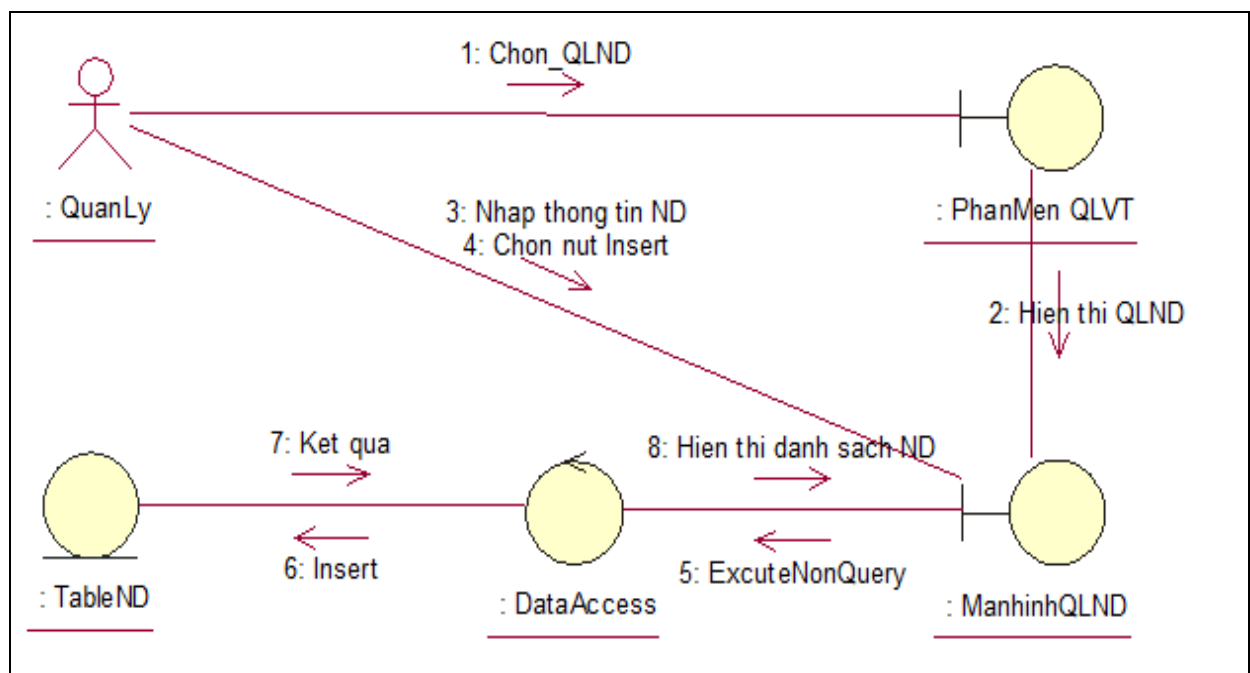 1: Chon_QLND
: QuanLy
3: Nhap thong tin ND
4: Chon nut Insert
: PhanMen QLVT
2: Hien thi QLND
7: Ket qua
8: Hien thi danh sach ND
6: Insert
5: ExcuteNonQuery
: TableND
: DataAccess
: ManhinhQLND